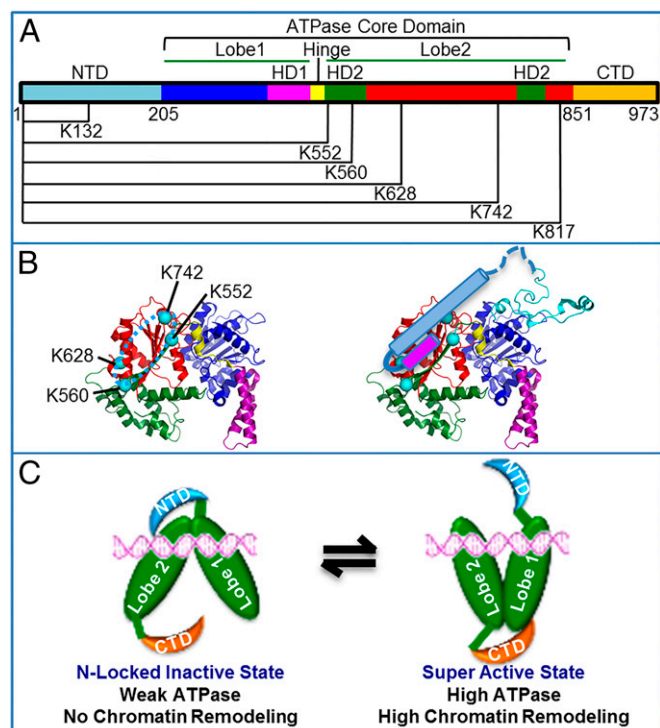 A
ATPase Core Domain
Lobe1 Hinge Lobe2
NTD HD1 HD2 HD2 CTD
1 205 851 973
K132
K552
K560
K628
K742
K817
B
K742
K552
K628
K560
C
NTD
Lobe 2
Lobe 1
CTD
NTD
Lobe 2
Lobe 1
CTD
N-Locked Inactive State
Weak ATPase
No Chromatin Remodeling
Super Active State
High ATPase
High Chromatin Remodeling